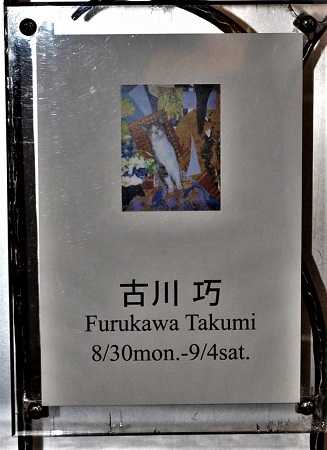 古川 巧
Furukawa Takumi
8/30mon.-9/4sat.